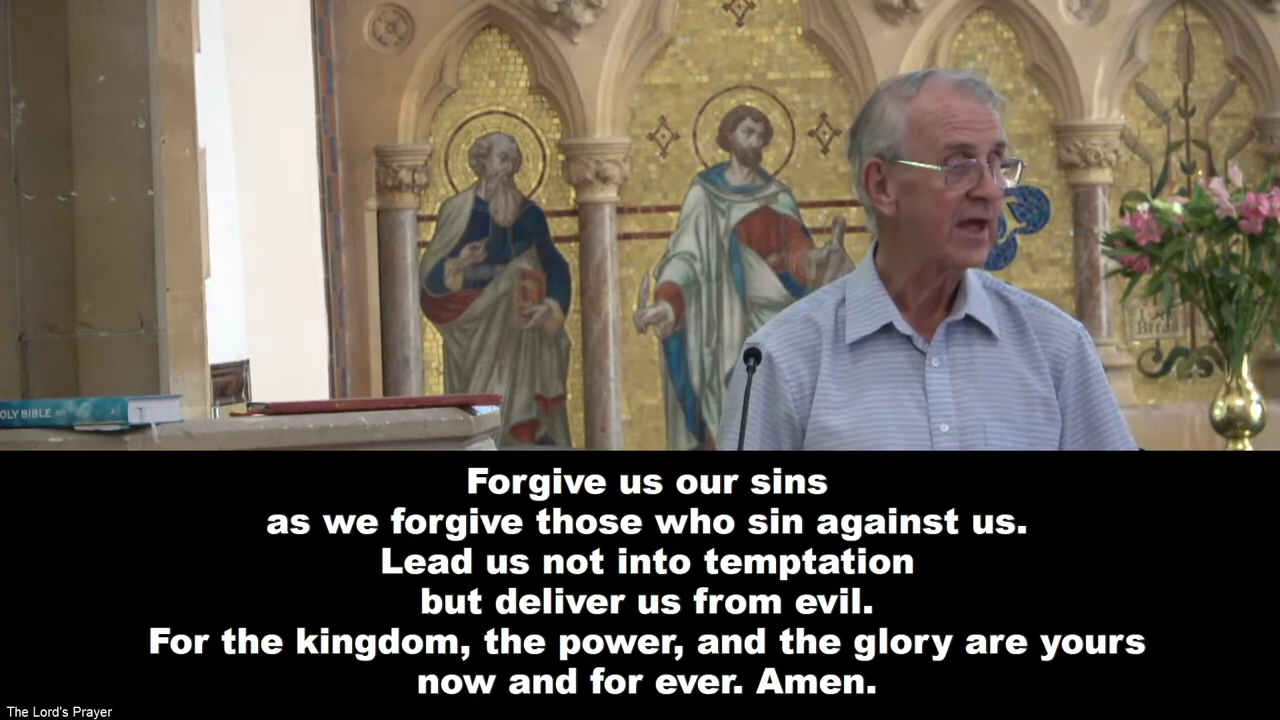 OLY BIBLE NIV
Bread
Forgive us our sins
as we forgive those who sin against us.
Lead us not into temptation
but deliver us from evil.
For the kingdom, the power, and the glory are yours
now and for ever. Amen.
The Lord's Prayer